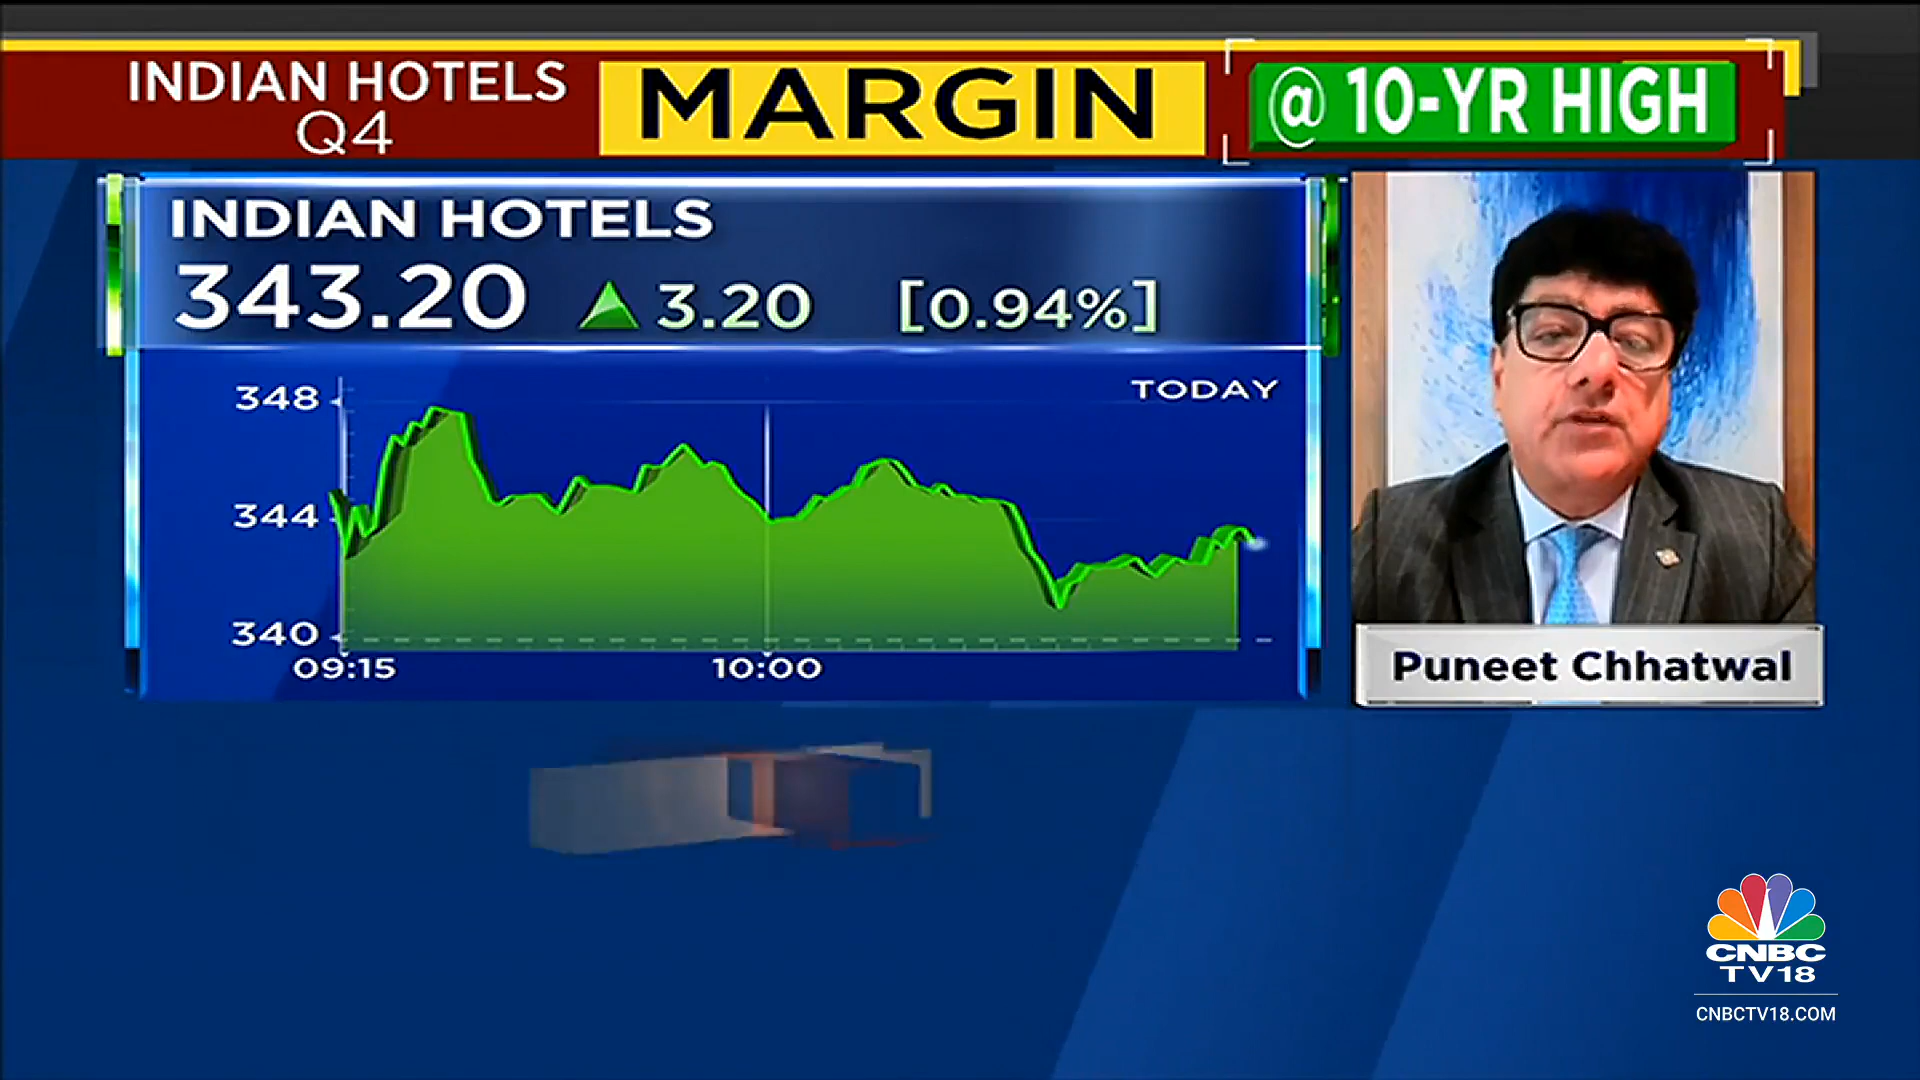 INDIAN HOTELS
Q4
MARGIN
@ 10-YR HIGH
INDIAN HOTELS
343.20 ▲ 3.20 [0.94%]
TODAY
348
344
340
09:15 10:00
Puneet Chhatwal
CNBC
TV18
CNBCTV18.COM